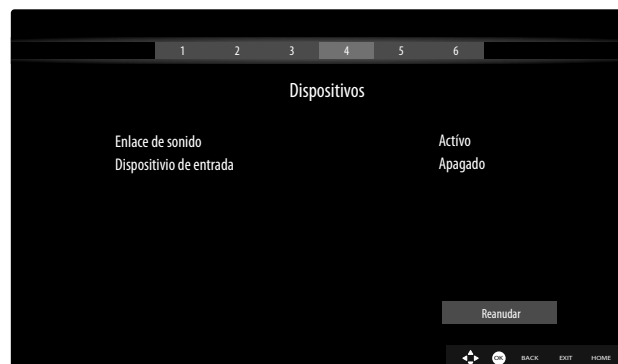 1 2 3 4 5 6
Dispositivos
Enlace de sonido Actívo
Dispositivio de entrada Apagado
Reanudar
OK BACK EXIT HOME